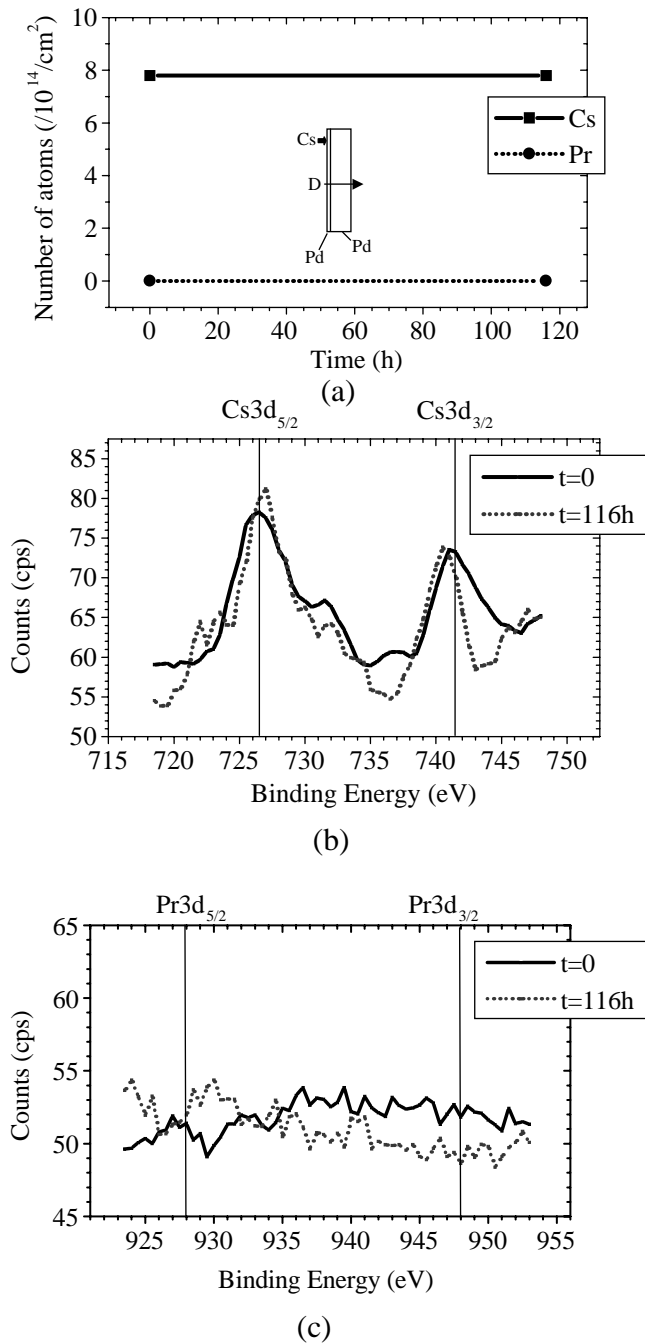 10
8
6
4
2
0
Number of atoms (/10^14/cm^2)
Cs
Pr
Cs
D
Pd
Pd
0 20 40 60 80 100 120
Time (h)
(a)
Cs3d5/2 Cs3d3/2
85
80
75
70
65
60
55
50
Counts (cps)
t=0
t=116h
715 720 725 730 735 740 745 750
Binding Energy (eV)
(b)
Pr3d5/2 Pr3d3/2
65
60
55
50
45
Counts (cps)
t=0
t=116h
925 930 935 940 945 950 955
Binding Energy (eV)
(c)